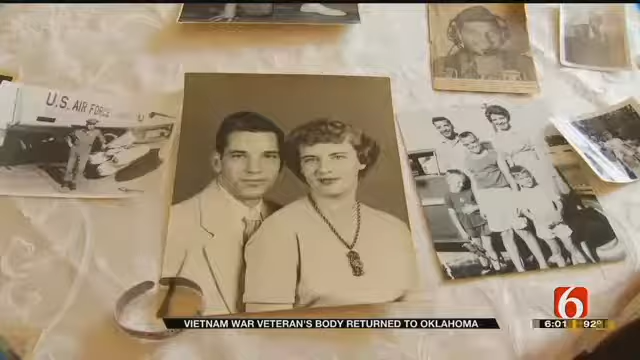 U.S. AIR FORCE
6
VIETNAM WAR VETERAN'S BODY RETURNED TO OKLAHOMA
6:01 92°